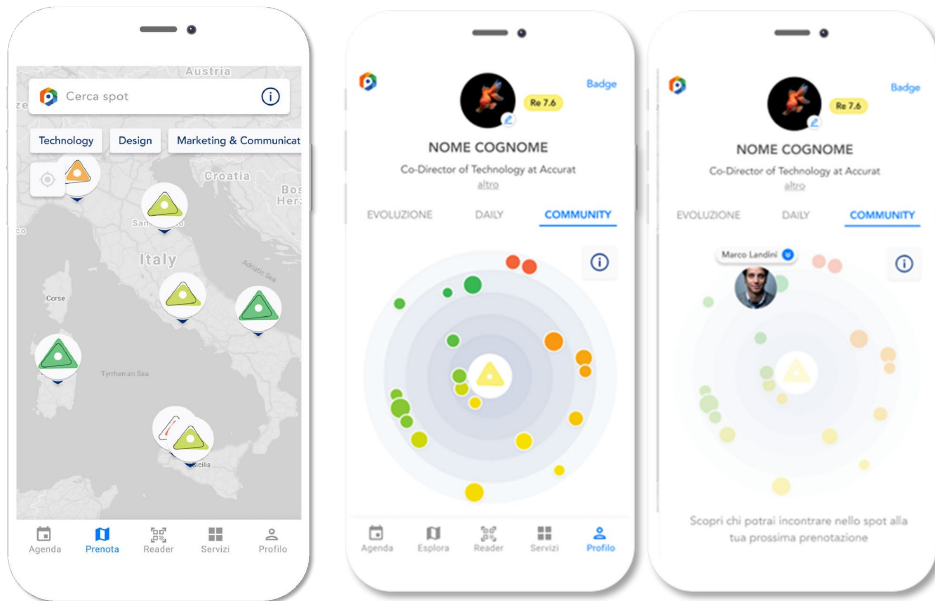 Austria
Cerca spot
Technology
Design
Marketing & Communicat
Croatia
Bos
Her
San
Italy
Adriatic Sea
Corse
Tyrrhenian Sea
Agenda
Prenota
Reader
Servizi
Profilo
Badge
Re 7.6
NOME COGNOME
Co-Director of Technology at Accurat
altro
EVOLUZIONE
DAILY
COMMUNITY
Agenda
Esplora
Reader
Servizi
Profilo
Badge
Re 7.6
NOME COGNOME
Co-Director of Technology at Accurat
altro
EVOLUZIONE
DAILY
COMMUNITY
Marco Landini
Scopri chi potrai incontrare nello spot alla
tua prossima prenotazione